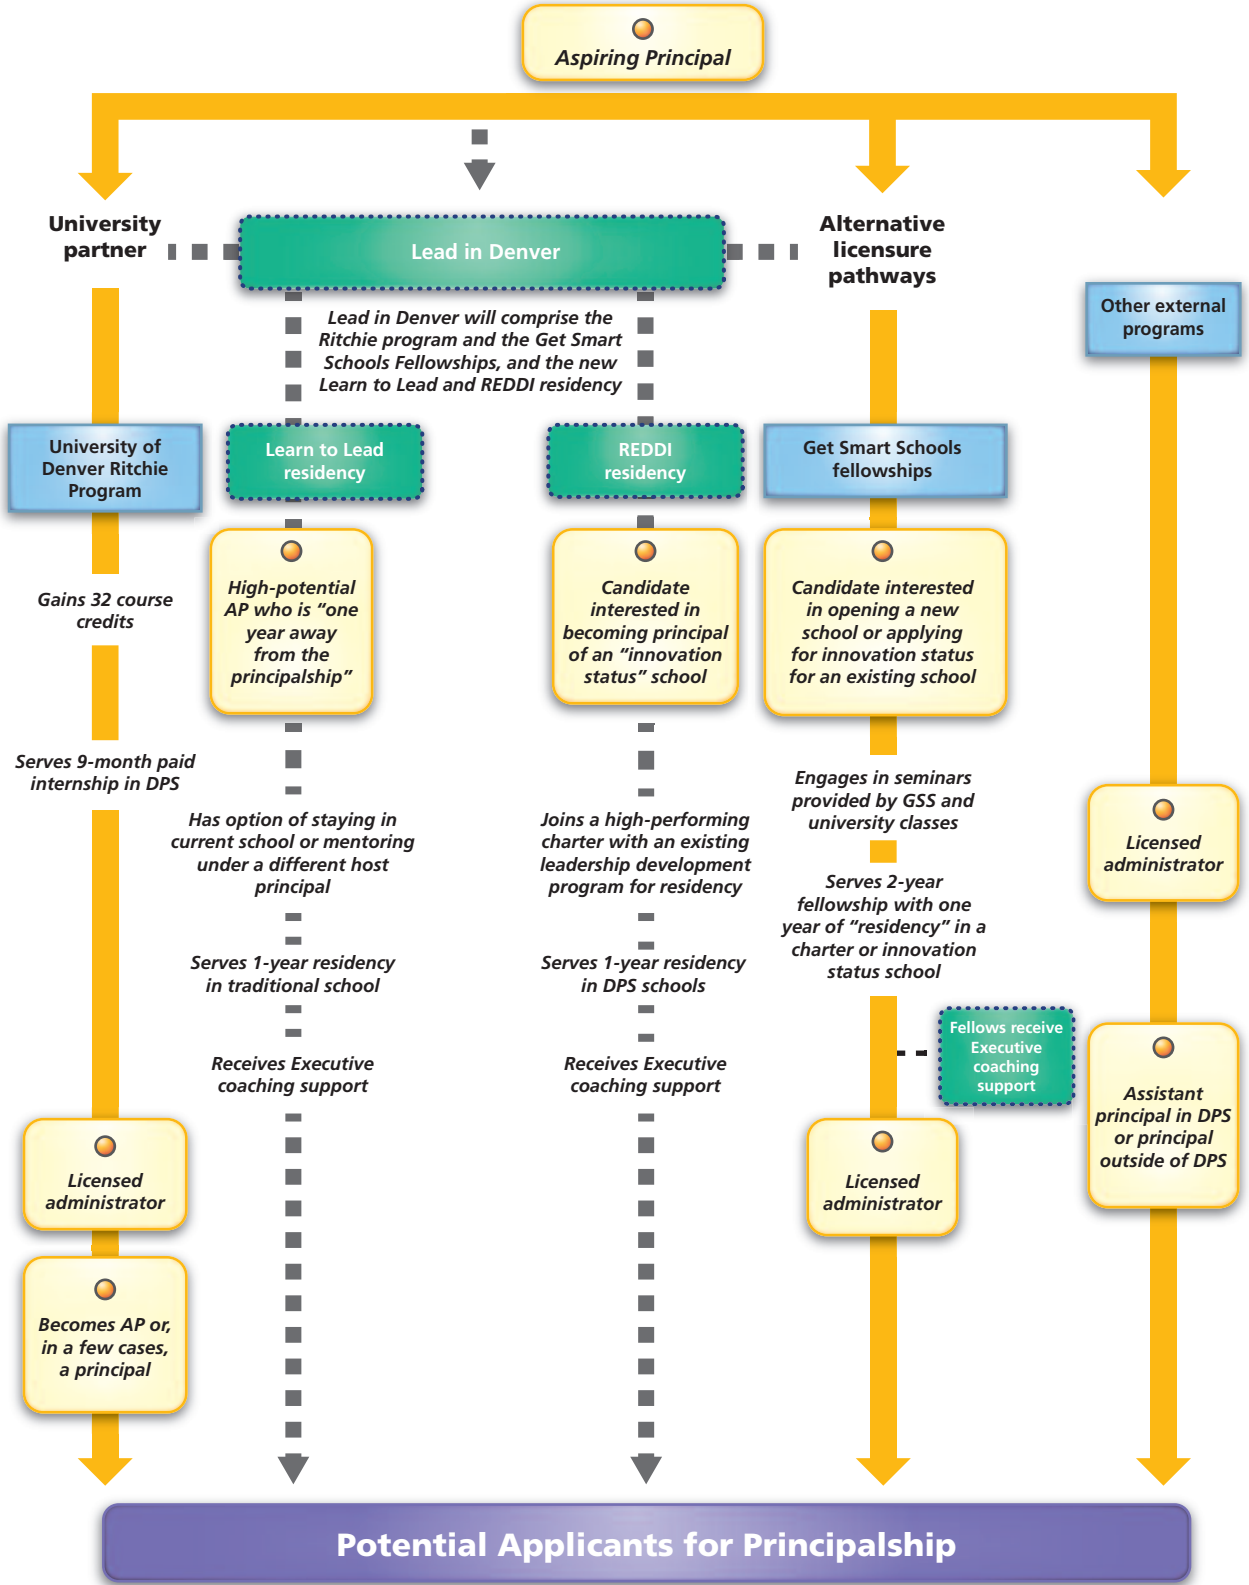 Aspiring Principal
University
partner
Lead in Denver
Alternative
licensure
pathways
Other external
programs
Lead in Denver will comprise the
Ritchie program and the Get Smart
Schools Fellowships, and the new
Learn to Lead and REDDI residency
University of
Denver Ritchie
Program
Learn to Lead
residency
REDDI
residency
Get Smart Schools
fellowships
Gains 32 course
credits
High-potential
AP who is “one
year away
from the
principalship”
Candidate
interested in
becoming principal
of an “innovation
status” school
Candidate interested
in opening a new
school or applying
for innovation status
for an existing school
Serves 9-month paid
internship in DPS
Has option of staying in
current school or mentoring
under a different host
principal
Joins a high-performing
charter with an existing
leadership development
program for residency
Engages in seminars
provided by GSS and
university classes
Licensed
administrator
Serves 2-year
fellowship with one
year of “residency” in a
charter or innovation
status school
Serves 1-year residency
in traditional school
Serves 1-year residency
in DPS schools
Fellows receive
Executive
coaching
support
Receives Executive
coaching support
Receives Executive
coaching support
Assistant
principal in DPS
or principal
outside of DPS
Licensed
administrator
Licensed
administrator
Becomes AP or,
in a few cases,
a principal
Potential Applicants for Principalship